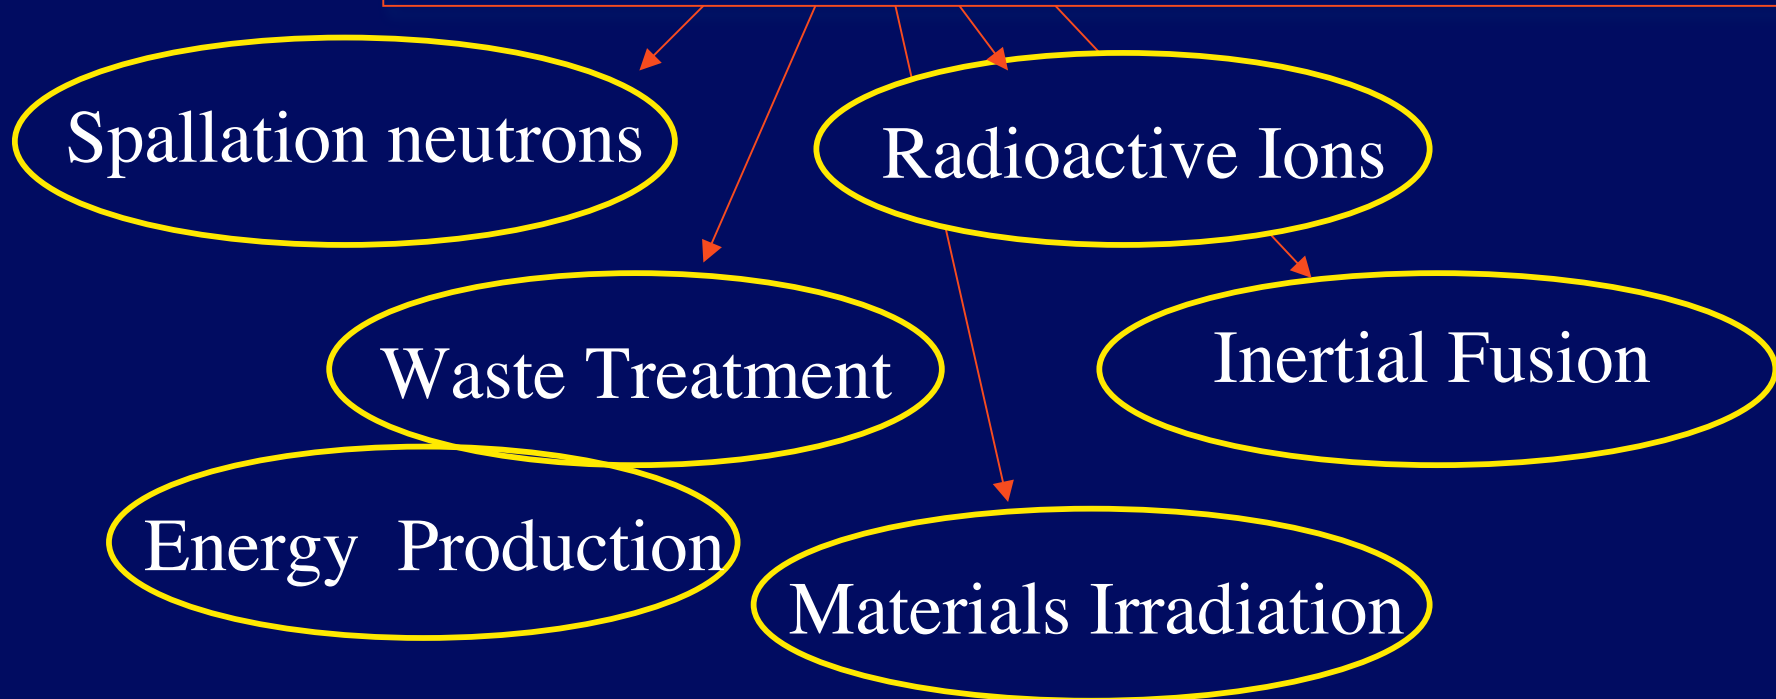 Spallation neutrons
Radioactive Ions
Waste Treatment
Inertial Fusion
Energy  Production
Materials Irradiation